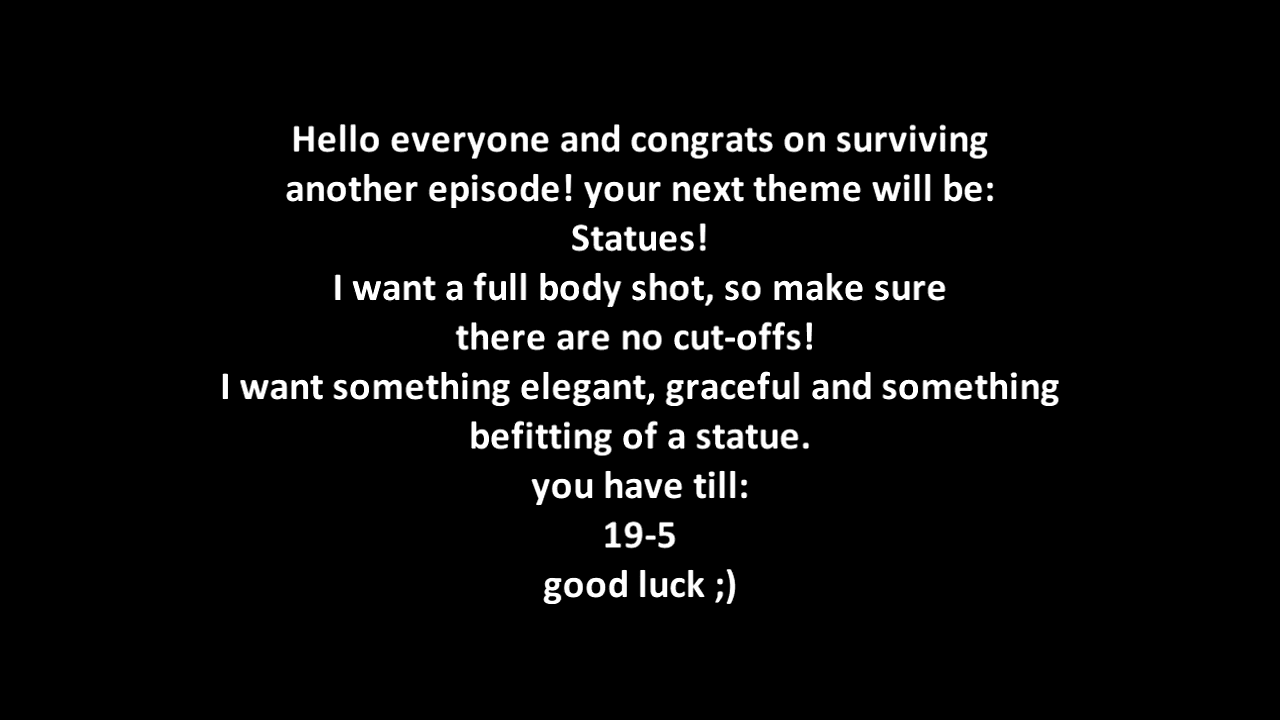 Hello everyone and congrats on surviving
another episode! your next theme will be:
Statues!
I want a full body shot, so make sure
there are no cut-offs!
I want something elegant, graceful and something
befitting of a statue.
you have till:
19-5
good luck ;)